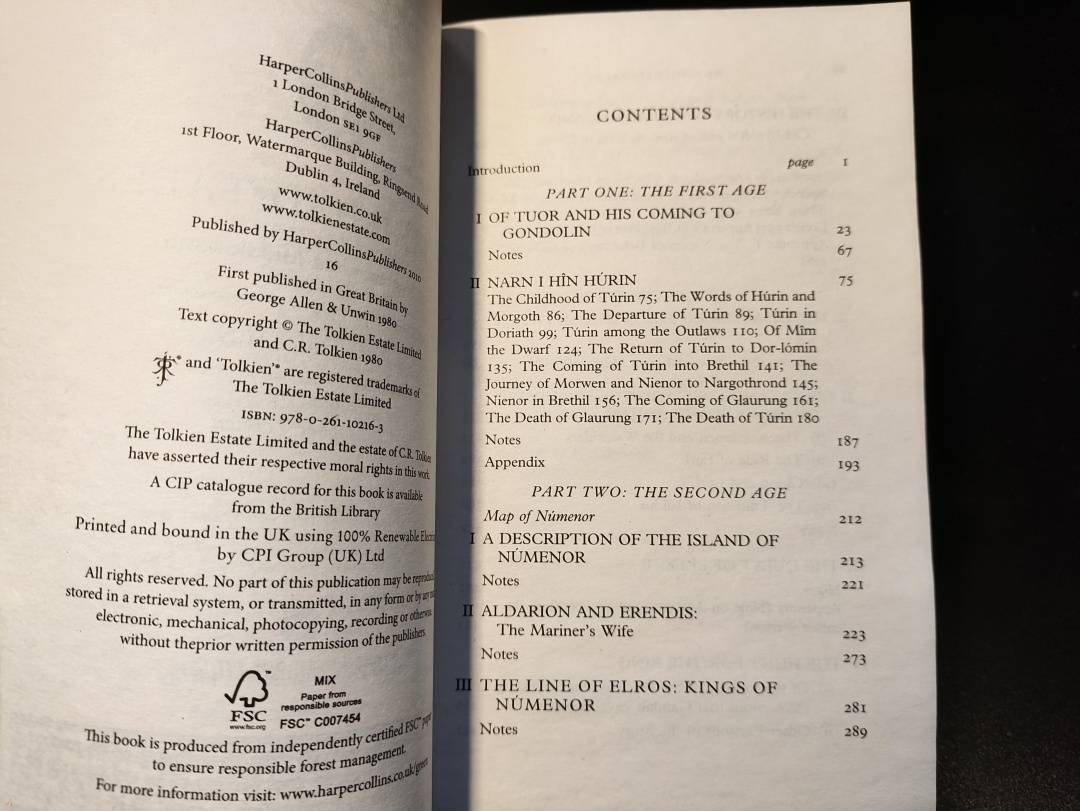 HarperCollinsPublishers Ltd
1 London Bridge Street,
London SE1 9GF
HarperCollinsPublishers
1st Floor, Watermarque Building, Ringsend Road
Dublin 4, Ireland
www.tolkien.co.uk
www.tolkienestate.com
Published by HarperCollinsPublishers 2010
16
First published in Great Britain by
George Allen & Unwin 1980
Text copyright © The Tolkien Estate Limited
and C.R. Tolkien 1980
® and ‘Tolkien’® are registered trademarks of
The Tolkien Estate Limited
ISBN: 978-0-261-10216-3
The Tolkien Estate Limited and the estate of C.R. Tolkien
have asserted their respective moral rights in this work
A CIP catalogue record for this book is available
from the British Library
Printed and bound in the UK using 100% Renewable
by CPI Group (UK) Ltd
All rights reserved. No part of this publication may be
stored in a retrieval system, or transmitted, in any form or by any
electronic, mechanical, photocopying, recording or
without theprior written permission of the publishers
FSC™
www.fsc.org
MIX
Paper from
responsible sources
FSC™ C007454
This book is produced from independently certified FSC™ paper
to ensure responsible forest management.
For more information visit: www.harpercollins.co.uk/green
CONTENTS
Introduction page 1
PART ONE: THE FIRST AGE
I OF TUOR AND HIS COMING TO
GONDOLIN 23
Notes 67
II NARN I HÎN HÚRIN 75
The Childhood of Túrin 75; The Words of Húrin and
Morgoth 86; The Departure of Túrin 89; Túrin in
Doriath 99; Túrin among the Outlaws 110; Of Mîm
the Dwarf 124; The Return of Túrin to Dor-lómin
135; The Coming of Túrin into Brethil 141; The
Journey of Morwen and Nienor to Nargothrond 145;
Nienor in Brethil 156; The Coming of Glaurung 161;
The Death of Glaurung 171; The Death of Túrin 180
Notes 187
Appendix 193
PART TWO: THE SECOND AGE
Map of Númenor 212
I A DESCRIPTION OF THE ISLAND OF
NÚMENOR 213
Notes 221
II ALDARION AND ERENDIS:
The Mariner’s Wife 223
Notes 273
III THE LINE OF ELROS: KINGS OF
NÚMENOR 281
Notes 289